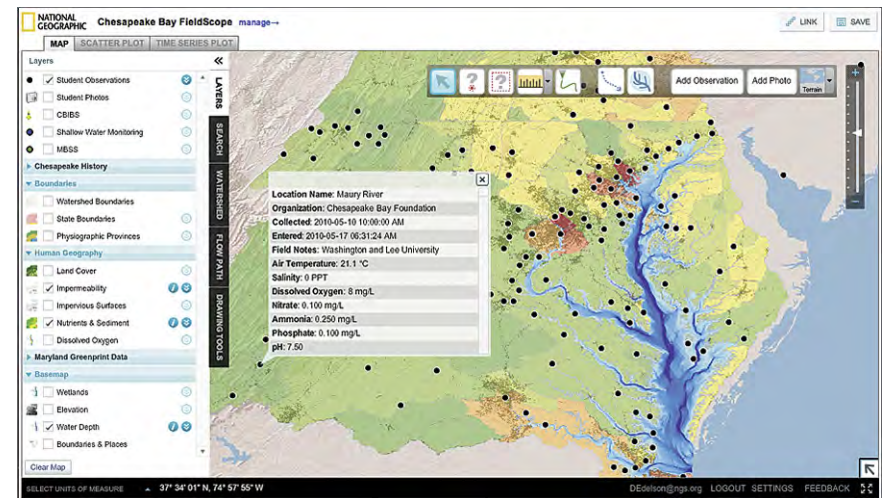 NATIONAL GEOGRAPHIC Chesapeake Bay FieldScope manage→
LINK SAVE
MAP SCATTER PLOT TIME SERIES PLOT
Layers
Student Observations
Student Photos
CBIBS
Shallow Water Monitoring
MBSS
Chesapeake History
Boundaries
Watershed Boundaries
State Boundaries
Physiographic Provinces
Human Geography
Land Cover
Impermeability
Impervious Surfaces
Nutrients & Sediment
Dissolved Oxygen
Maryland Greenprint Data
Basemap
Wetlands
Elevation
Water Depth
Boundaries & Places
Clear Map
LAYERS
SEARCH
WATERSHED
FLOW PATH
DRAWING TOOLS
Add Observation Add Photo Terrain
Location Name: Maury River
Organization: Chesapeake Bay Foundation
Collected: 2010-05-10 10:00:00 AM
Entered: 2010-05-17 06:31:24 AM
Field Notes: Washington and Lee University
Air Temperature: 21.1 °C
Salinity: 0 PPT
Dissolved Oxygen: 8 mg/L
Nitrate: 0.100 mg/L
Ammonia: 0.250 mg/L
Phosphate: 0.100 mg/L
pH: 7.50
SELECT UNITS OF MEASURE 37° 34' 01" N, 74° 57' 55" W
DEdelson@ngs.org LOGOUT SETTINGS FEEDBACK